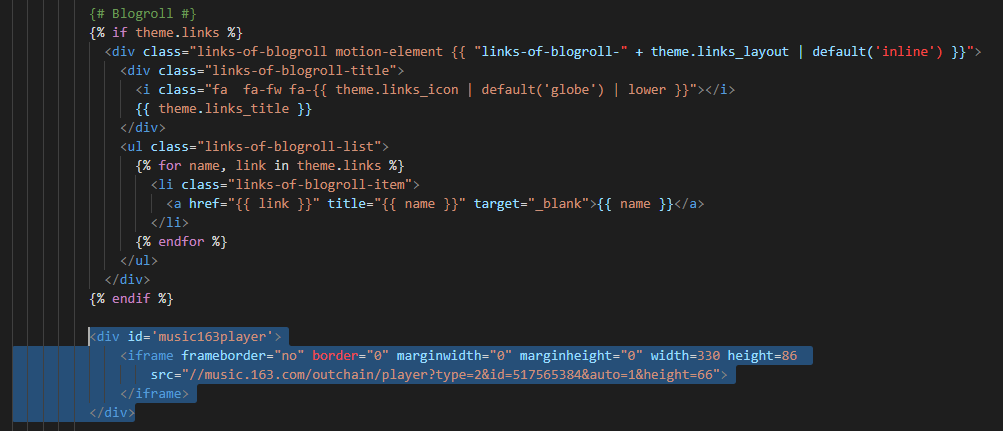 {# Blogroll #}
{% if theme.links %}
<div class="links-of-blogroll motion-element {{ "links-of-blogroll-" + theme.links_layout | default('inline') }}">
<div class="links-of-blogroll-title">
<i class="fa  fa-fw fa-{{ theme.links_icon | default('globe') | lower }}"></i>
{{ theme.links_title }}
</div>
<ul class="links-of-blogroll-list">
{% for name, link in theme.links %}
<li class="links-of-blogroll-item">
<a href="{{ link }}" title="{{ name }}" target="_blank">{{ name }}</a>
</li>
{% endfor %}
</ul>
</div>
{% endif %}
<div id='music163player'>
<iframe frameborder="no" border="0" marginwidth="0" marginheight="0" width=330 height=86
src="//music.163.com/outchain/player?type=2&id=517565384&auto=1&height=66">
</iframe>
</div>